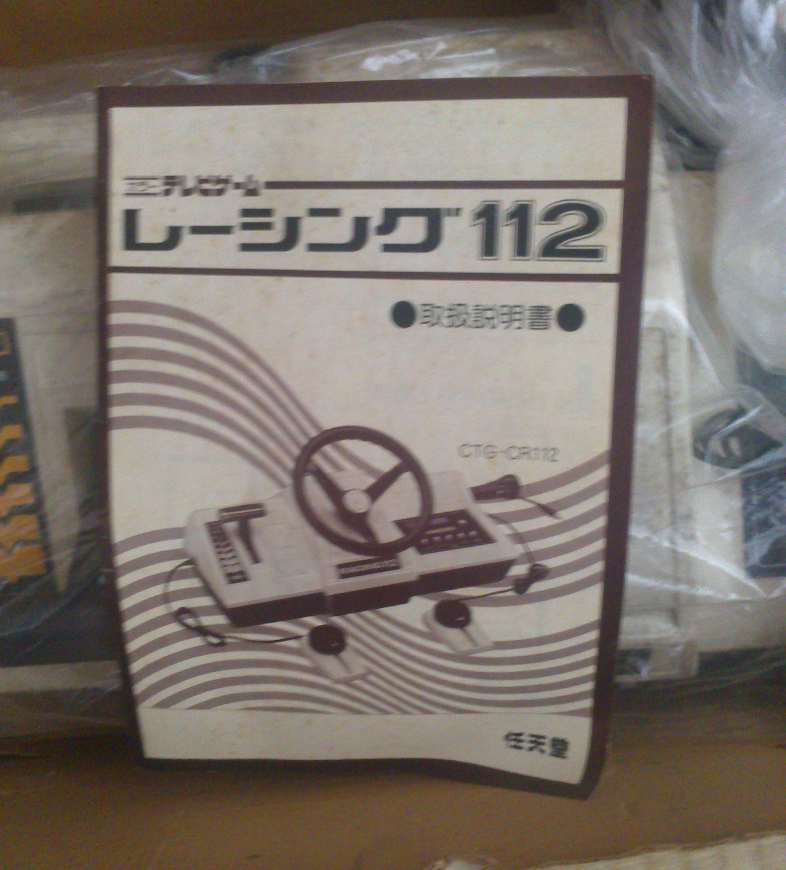 カラー テレビゲーム
レーシング112
●取扱説明書●
CTG-CR112
任天堂